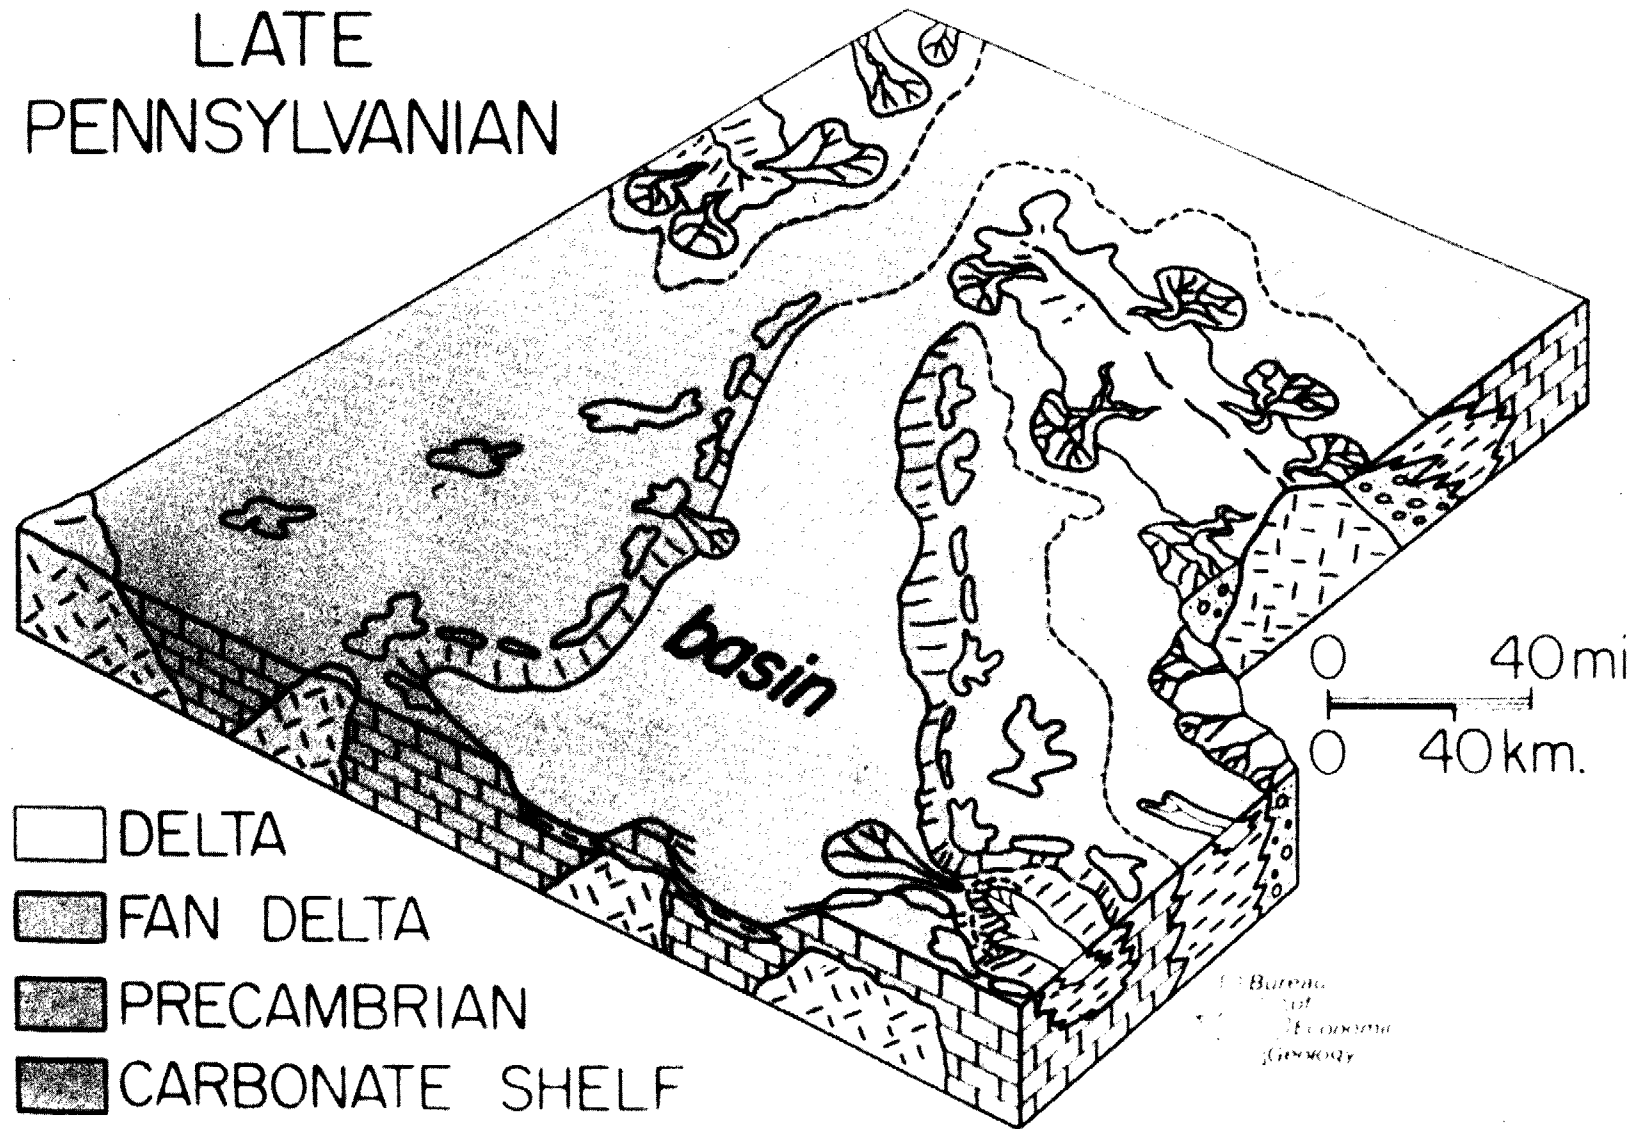 LATE
PENNSYLVANIAN
basin
0 40mi
0 40km.
DELTA
FAN DELTA
PRECAMBRIAN
CARBONATE SHELF
Bureau
of
Economic
Geology